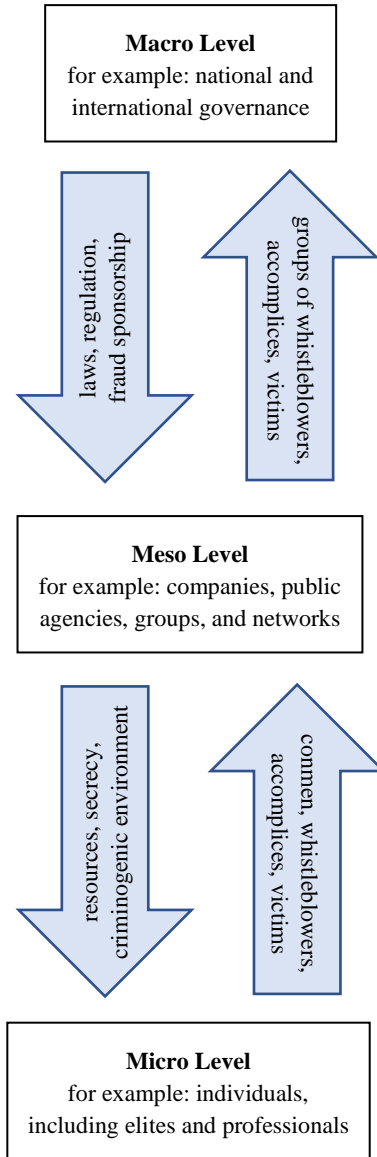 Macro Level
for example: national and
international governance
laws, regulation,
fraud sponsorship
groups of whistleblowers,
accomplices, victims
Meso Level
for example: companies, public
agencies, groups, and networks
resources, secrecy,
criminogenic environment
conmen, whistleblowers,
accomplices, victims
Micro Level
for example: individuals,
including elites and professionals